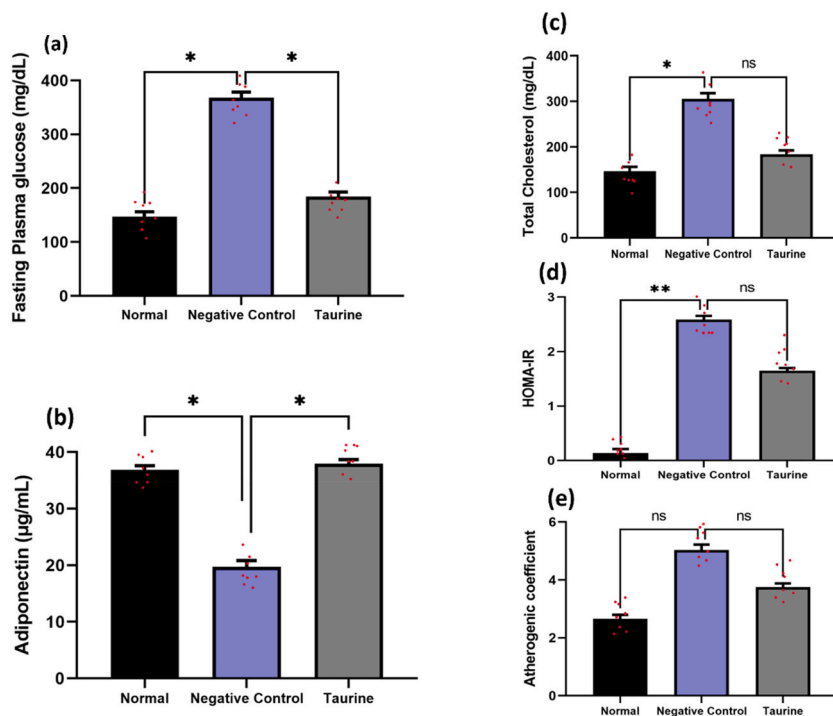 (a)
Fasting Plasma glucose (mg/dL)
400
300
200
100
0
* *
Normal Negative Control Taurine
(b)
Adiponectin (µg/mL)
40
30
20
10
0
* *
Normal Negative Control Taurine
(c)
Total Cholesterol (mg/dL)
400
300
200
100
0
* ns
Normal Negative Control Taurine
(d)
HOMA-IR
3
2
1
0
** ns
Normal Negative Control Taurine
(e)
Atherogenic coefficient
6
4
2
0
ns ns
Normal Negative Control Taurine